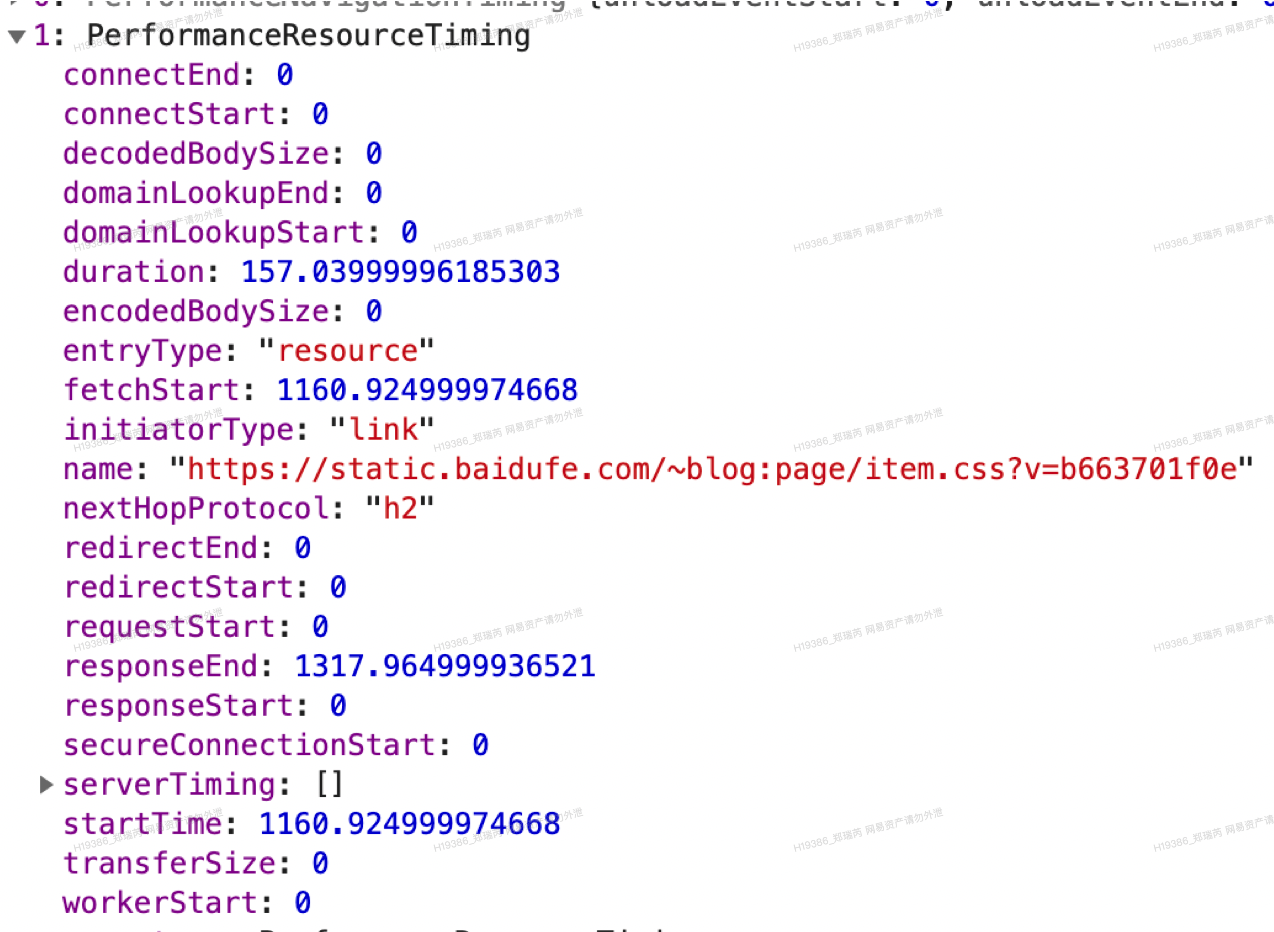 0: PerformanceNavigationTiming {unloadEventStart: 0, unloadEventEnd: 0
1: PerformanceResourceTiming
connectEnd: 0
connectStart: 0
decodedBodySize: 0
domainLookupEnd: 0
domainLookupStart: 0
duration: 157.03999996185303
encodedBodySize: 0
entryType: "resource"
fetchStart: 1160.924999974668
initiatorType: "link"
name: "https://static.baidufe.com/~blog:page/item.css?v=b663701f0e"
nextHopProtocol: "h2"
redirectEnd: 0
redirectStart: 0
requestStart: 0
responseEnd: 1317.964999936521
responseStart: 0
secureConnectionStart: 0
serverTiming: []
startTime: 1160.924999974668
transferSize: 0
workerStart: 0
H19386_郑瑞芮 网易资产请勿外泄